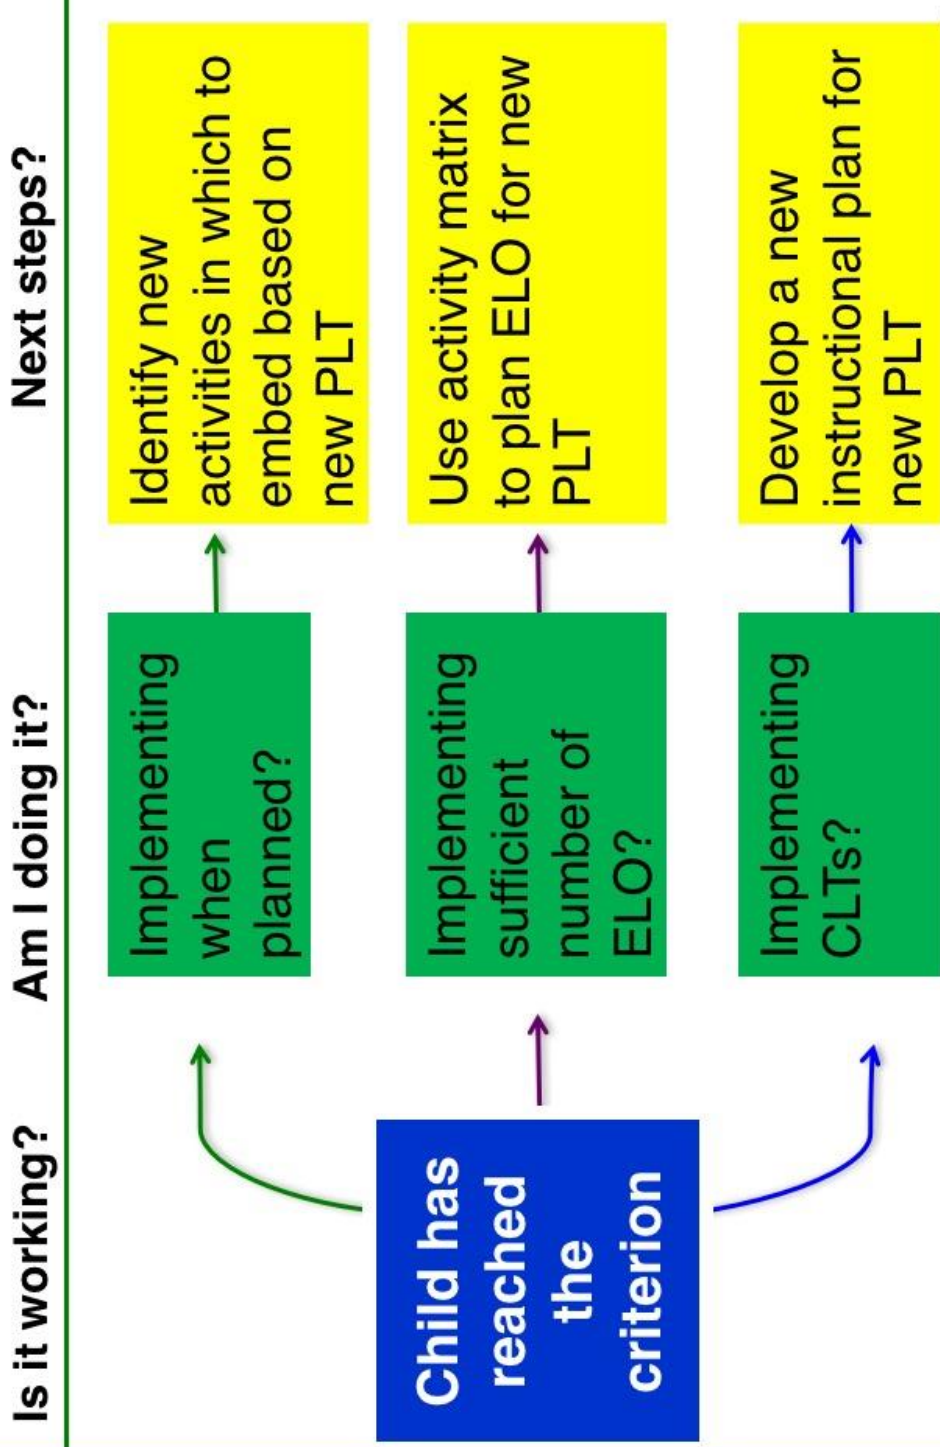 Is it working?
Am I doing it?
Next steps?
Child has
reached
the
criterion
Implementing
when
planned?
Identify new
activities in which to
embed based on
new PLT
Implementing
sufficient
number of
ELO?
Use activity matrix
to plan ELO for new
PLT
Implementing
CLTs?
Develop a new
instructional plan for
new PLT